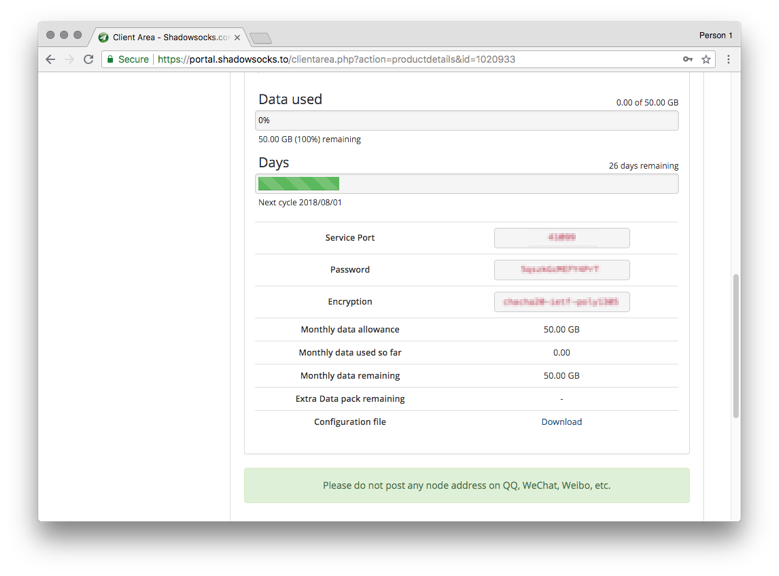 Client Area - Shadowsocks.co
Person 1
Secure https://portal.shadowsocks.to/clientarea.php?action=productdetails&id=1020933
Data used 0.00 of 50.00 GB
0%
50.00 GB (100%) remaining
Days 26 days remaining
Next cycle 2018/08/01
Service Port
Password
Encryption
Monthly data allowance 50.00 GB
Monthly data used so far 0.00
Monthly data remaining 50.00 GB
Extra Data pack remaining -
Configuration file Download
Please do not post any node address on QQ, WeChat, Weibo, etc.